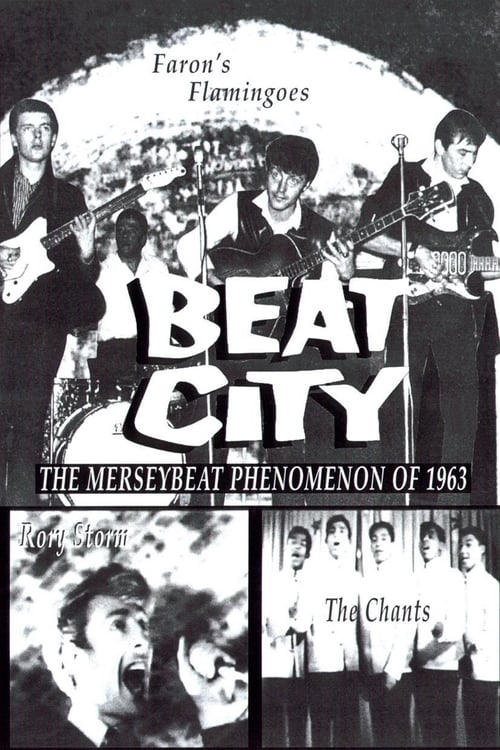 Faron's
Flamingoes
BEAT
CITY
THE MERSEYBEAT PHENOMENON OF 1963
Rory Storm
The Chants